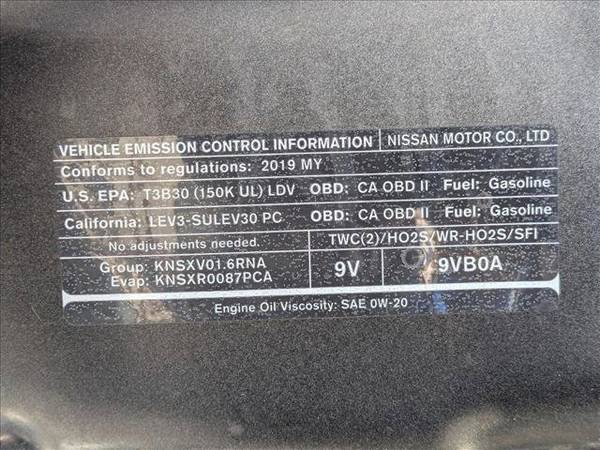 VEHICLE EMISSION CONTROL INFORMATION NISSAN MOTOR CO., LTD
Conforms to regulations: 2019 MY
U.S. EPA: T3B30 (150K UL) LDV OBD: CA OBD II Fuel: Gasoline
California: LEV3-SULEV30 PC OBD: CA OBD II Fuel: Gasoline
No adjustments needed. TWC(2)/HO2S/WR-HO2S/SFI
Group: KNSXV01.6RNA
Evap: KNSXR0087PCA
9V 9VB0A
Engine Oil Viscosity: SAE 0W-20